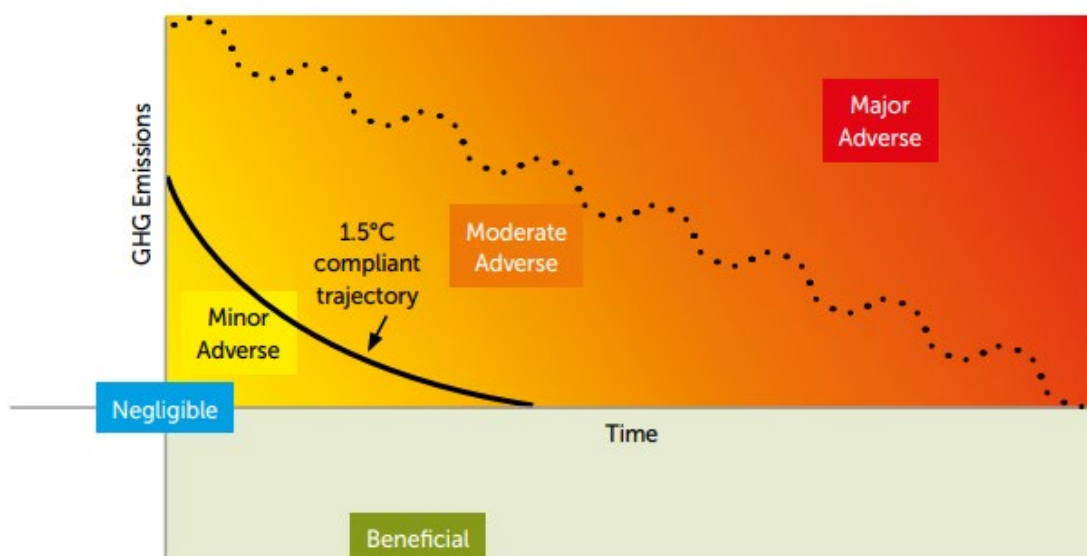 Major
Adverse
GHG Emissions
1.5°C
compliant
trajectory
Moderate
Adverse
Minor
Adverse
Negligible
Time
Beneficial